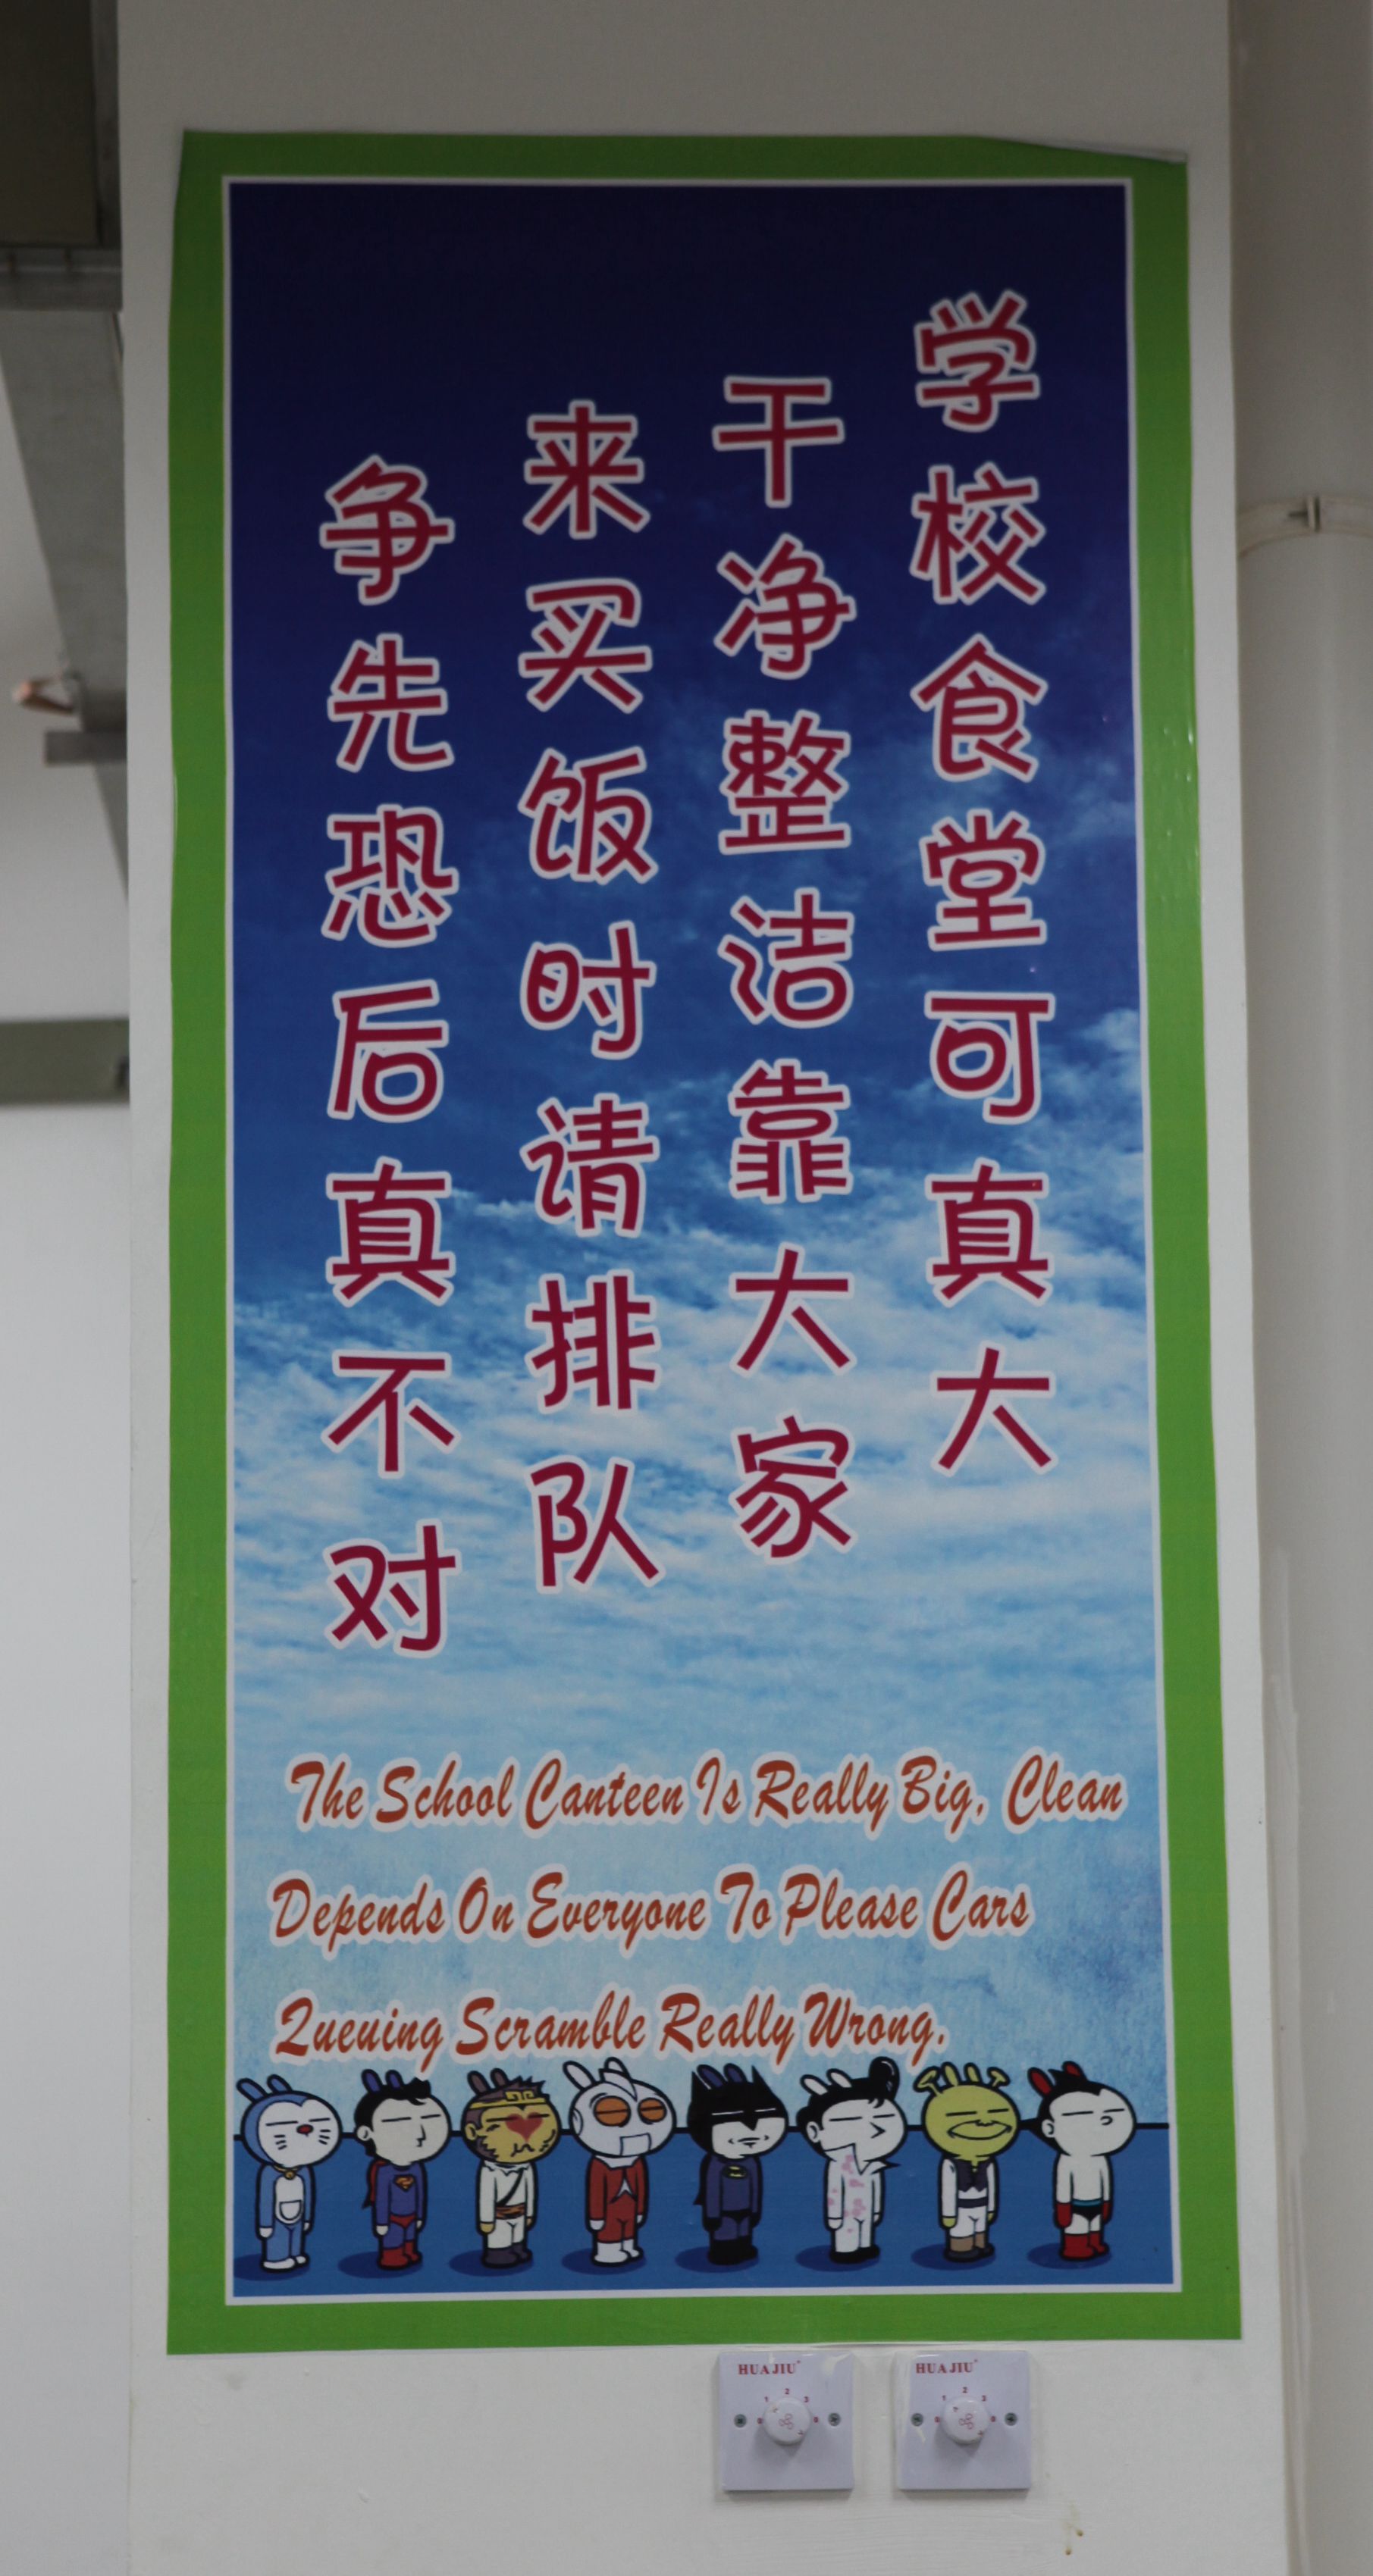 学校食堂可真大
干净整洁靠大家
来买饭时请排队
争先恐后真不对
The School Canteen Is Really Big, Clean
Depends On Everyone To Please Cars
Queuing Scramble Really Wrong.
HUAJIU
HUAJIU